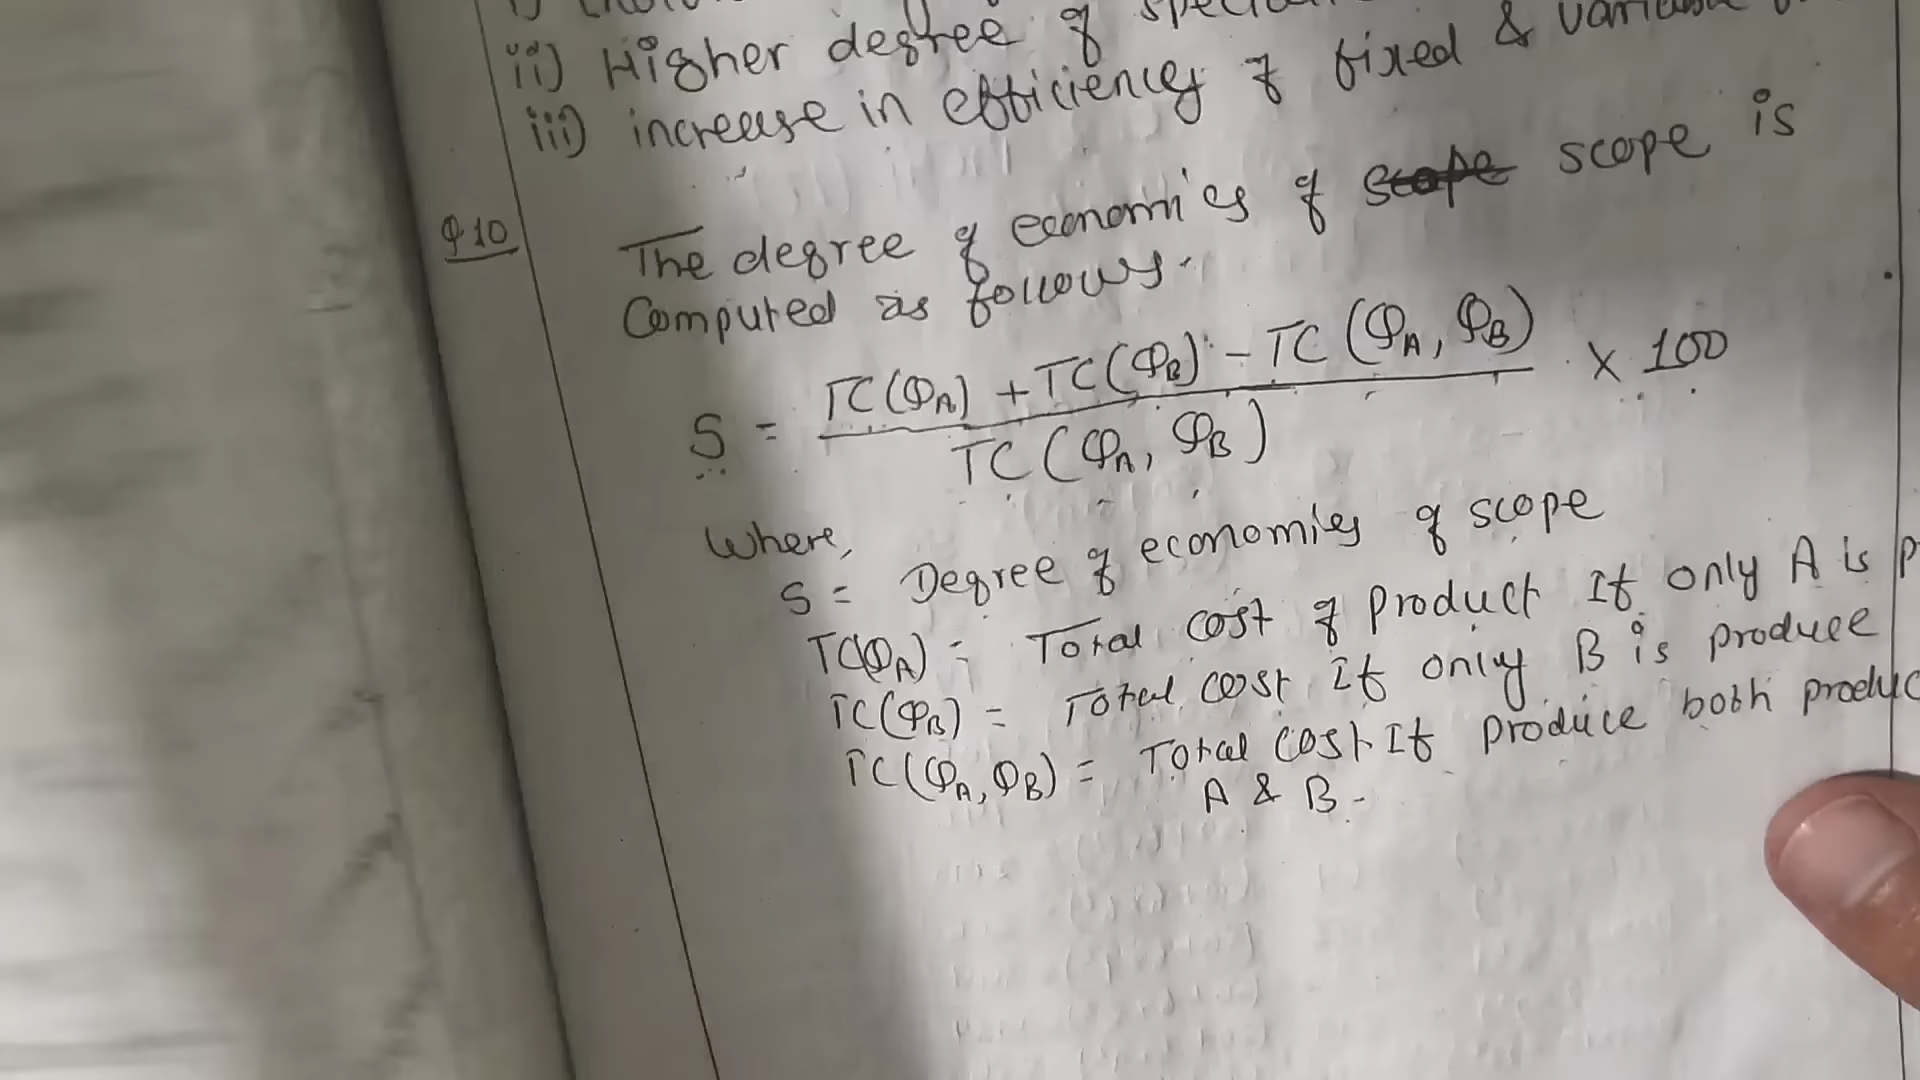 ii) Higher degree of
iii) increase in efficiency of fixed & variable
Q10
The degree of economies of scope scope is
Computed as follows.
S = TC(QA) + TC(QB) - TC (QA, QB) × 100
TC (QA, QB)
Where,
S = Degree of economies of scope
TC(QA) = Total cost of product If only A is
TC(QB) = Total cost If only B is produce
TC(QA, QB) = Total cost If produce both
A & B -